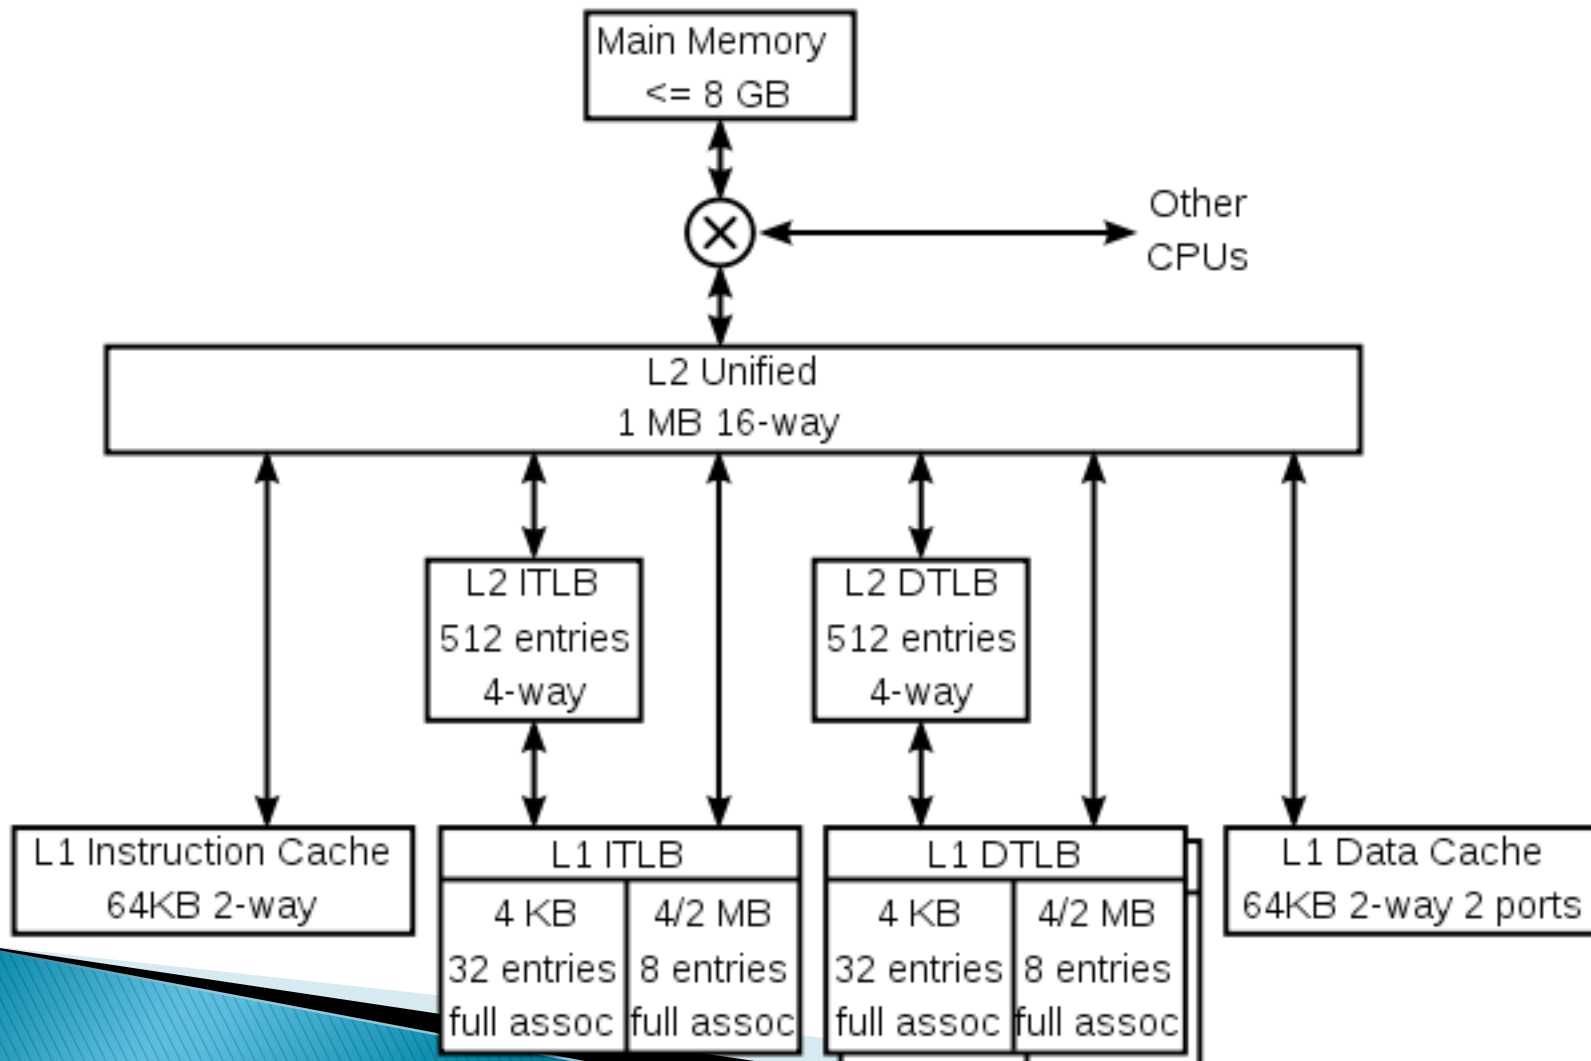 Main Memory
<= 8 GB
Other
CPUs
L2 Unified
1 MB 16-way
L2 ITLB
512 entries
4-way
L2 DTLB
512 entries
4-way
L1 Instruction Cache
64KB 2-way
L1 ITLB
4 KB
32 entries
full assoc
4/2 MB
8 entries
full assoc
L1 DTLB
4 KB
32 entries
full assoc
4/2 MB
8 entries
full assoc
L1 Data Cache
64KB 2-way 2 ports